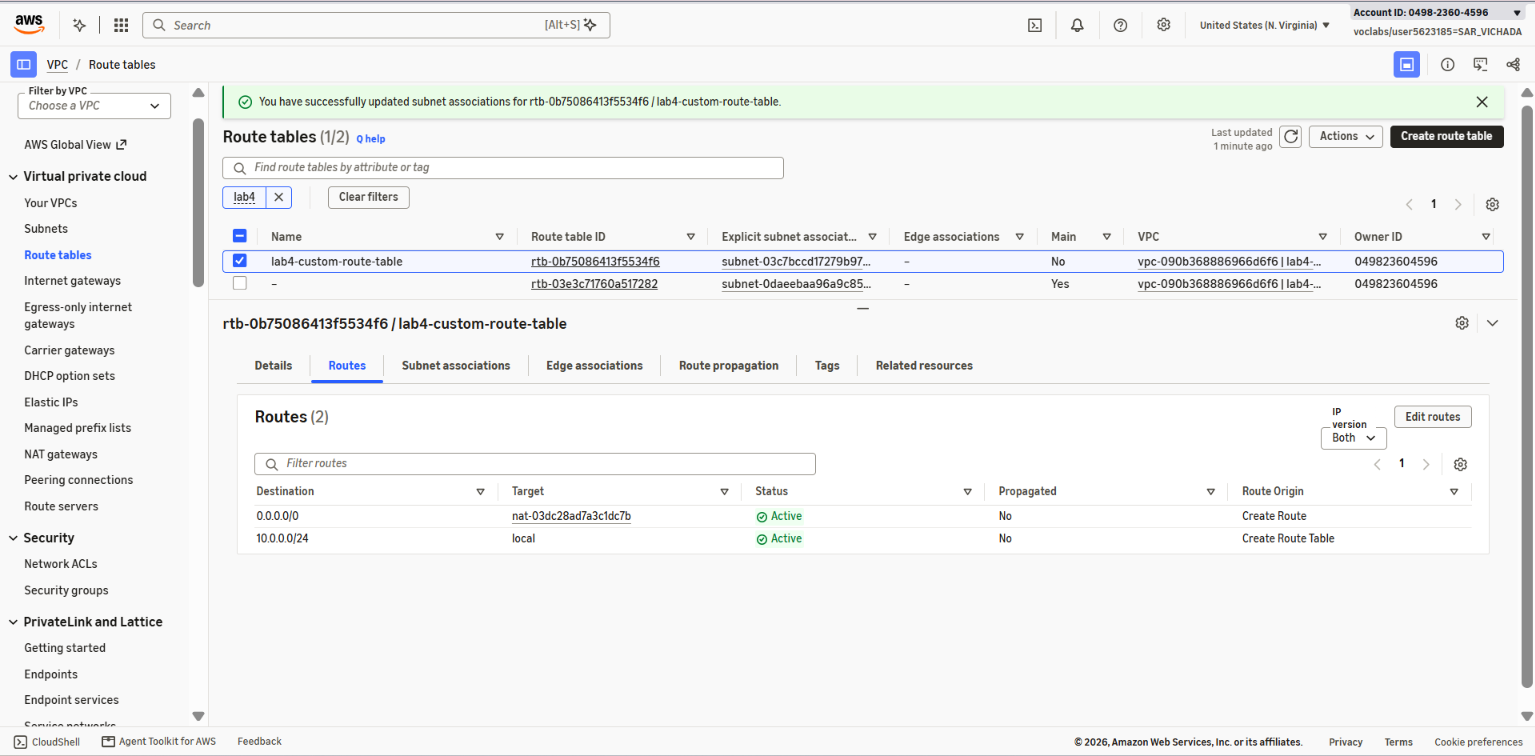 aws
Search [Alt+S]
United States (N. Virginia)
Account ID: 0498-2360-4596
voclabs/user5623185=SAR_VICHADA
VPC / Route tables
Filter by VPC
Choose a VPC
AWS Global View
Virtual private cloud
Your VPCs
Subnets
Route tables
Internet gateways
Egress-only internet
gateways
Carrier gateways
DHCP option sets
Elastic IPs
Managed prefix lists
NAT gateways
Peering connections
Route servers
Security
Network ACLs
Security groups
PrivateLink and Lattice
Getting started
Endpoints
Endpoint services
Service networks
You have successfully updated subnet associations for rtb-0b75086413f5534f6 / lab4-custom-route-table.
Route tables (1/2) Q help
Last updated
1 minute ago
Actions
Create route table
Find route tables by attribute or tag
lab4
Clear filters
1
Name Route table ID Explicit subnet associat... Edge associations Main VPC Owner ID
lab4-custom-route-table rtb-0b75086413f5534f6 subnet-03c7bccd17279b97... – No vpc-090b368886966d6f6 | lab4-... 049823604596
– rtb-03e3c71760a517282 subnet-0daeebaa96a9c85... – Yes vpc-090b368886966d6f6 | lab4-... 049823604596
rtb-0b75086413f5534f6 / lab4-custom-route-table
Details Routes Subnet associations Edge associations Route propagation Tags Related resources
Routes (2)
IP
version
Both
Edit routes
Filter routes
1
Destination Target Status Propagated Route Origin
0.0.0.0/0 nat-03dc28ad7a3c1dc7b Active No Create Route
10.0.0.0/24 local Active No Create Route Table
CloudShell Agent Toolkit for AWS Feedback
© 2026, Amazon Web Services, Inc. or its affiliates. Privacy Terms Cookie preferences